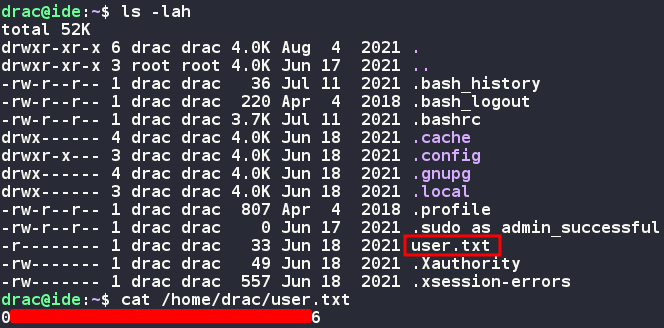 drac@ide:~$ ls -lah
total 52K
drwxr-xr-x 6 drac drac 4.0K Aug  4  2021 .
drwxr-xr-x 3 root root 4.0K Jun 17  2021 ..
-rw-r--r-- 1 drac drac   36 Jul 11  2021 .bash_history
-rw-r--r-- 1 drac drac  220 Apr  4  2018 .bash_logout
-rw-r--r-- 1 drac drac 3.7K Jul 11  2021 .bashrc
drwx------ 4 drac drac 4.0K Jun 18  2021 .cache
drwxr-x--- 3 drac drac 4.0K Jun 18  2021 .config
drwx------ 4 drac drac 4.0K Jun 18  2021 .gnupg
drwx------ 3 drac drac 4.0K Jun 18  2021 .local
-rw-r--r-- 1 drac drac  807 Apr  4  2018 .profile
-rw-r--r-- 1 drac drac    0 Jun 17  2021 .sudo_as_admin_successful
-r-------- 1 drac drac   33 Jun 18  2021 user.txt
-rw------- 1 drac drac   49 Jun 18  2021 .Xauthority
-rw------- 1 drac drac  557 Jun 18  2021 .xsession-errors
drac@ide:~$ cat /home/drac/user.txt
0 6